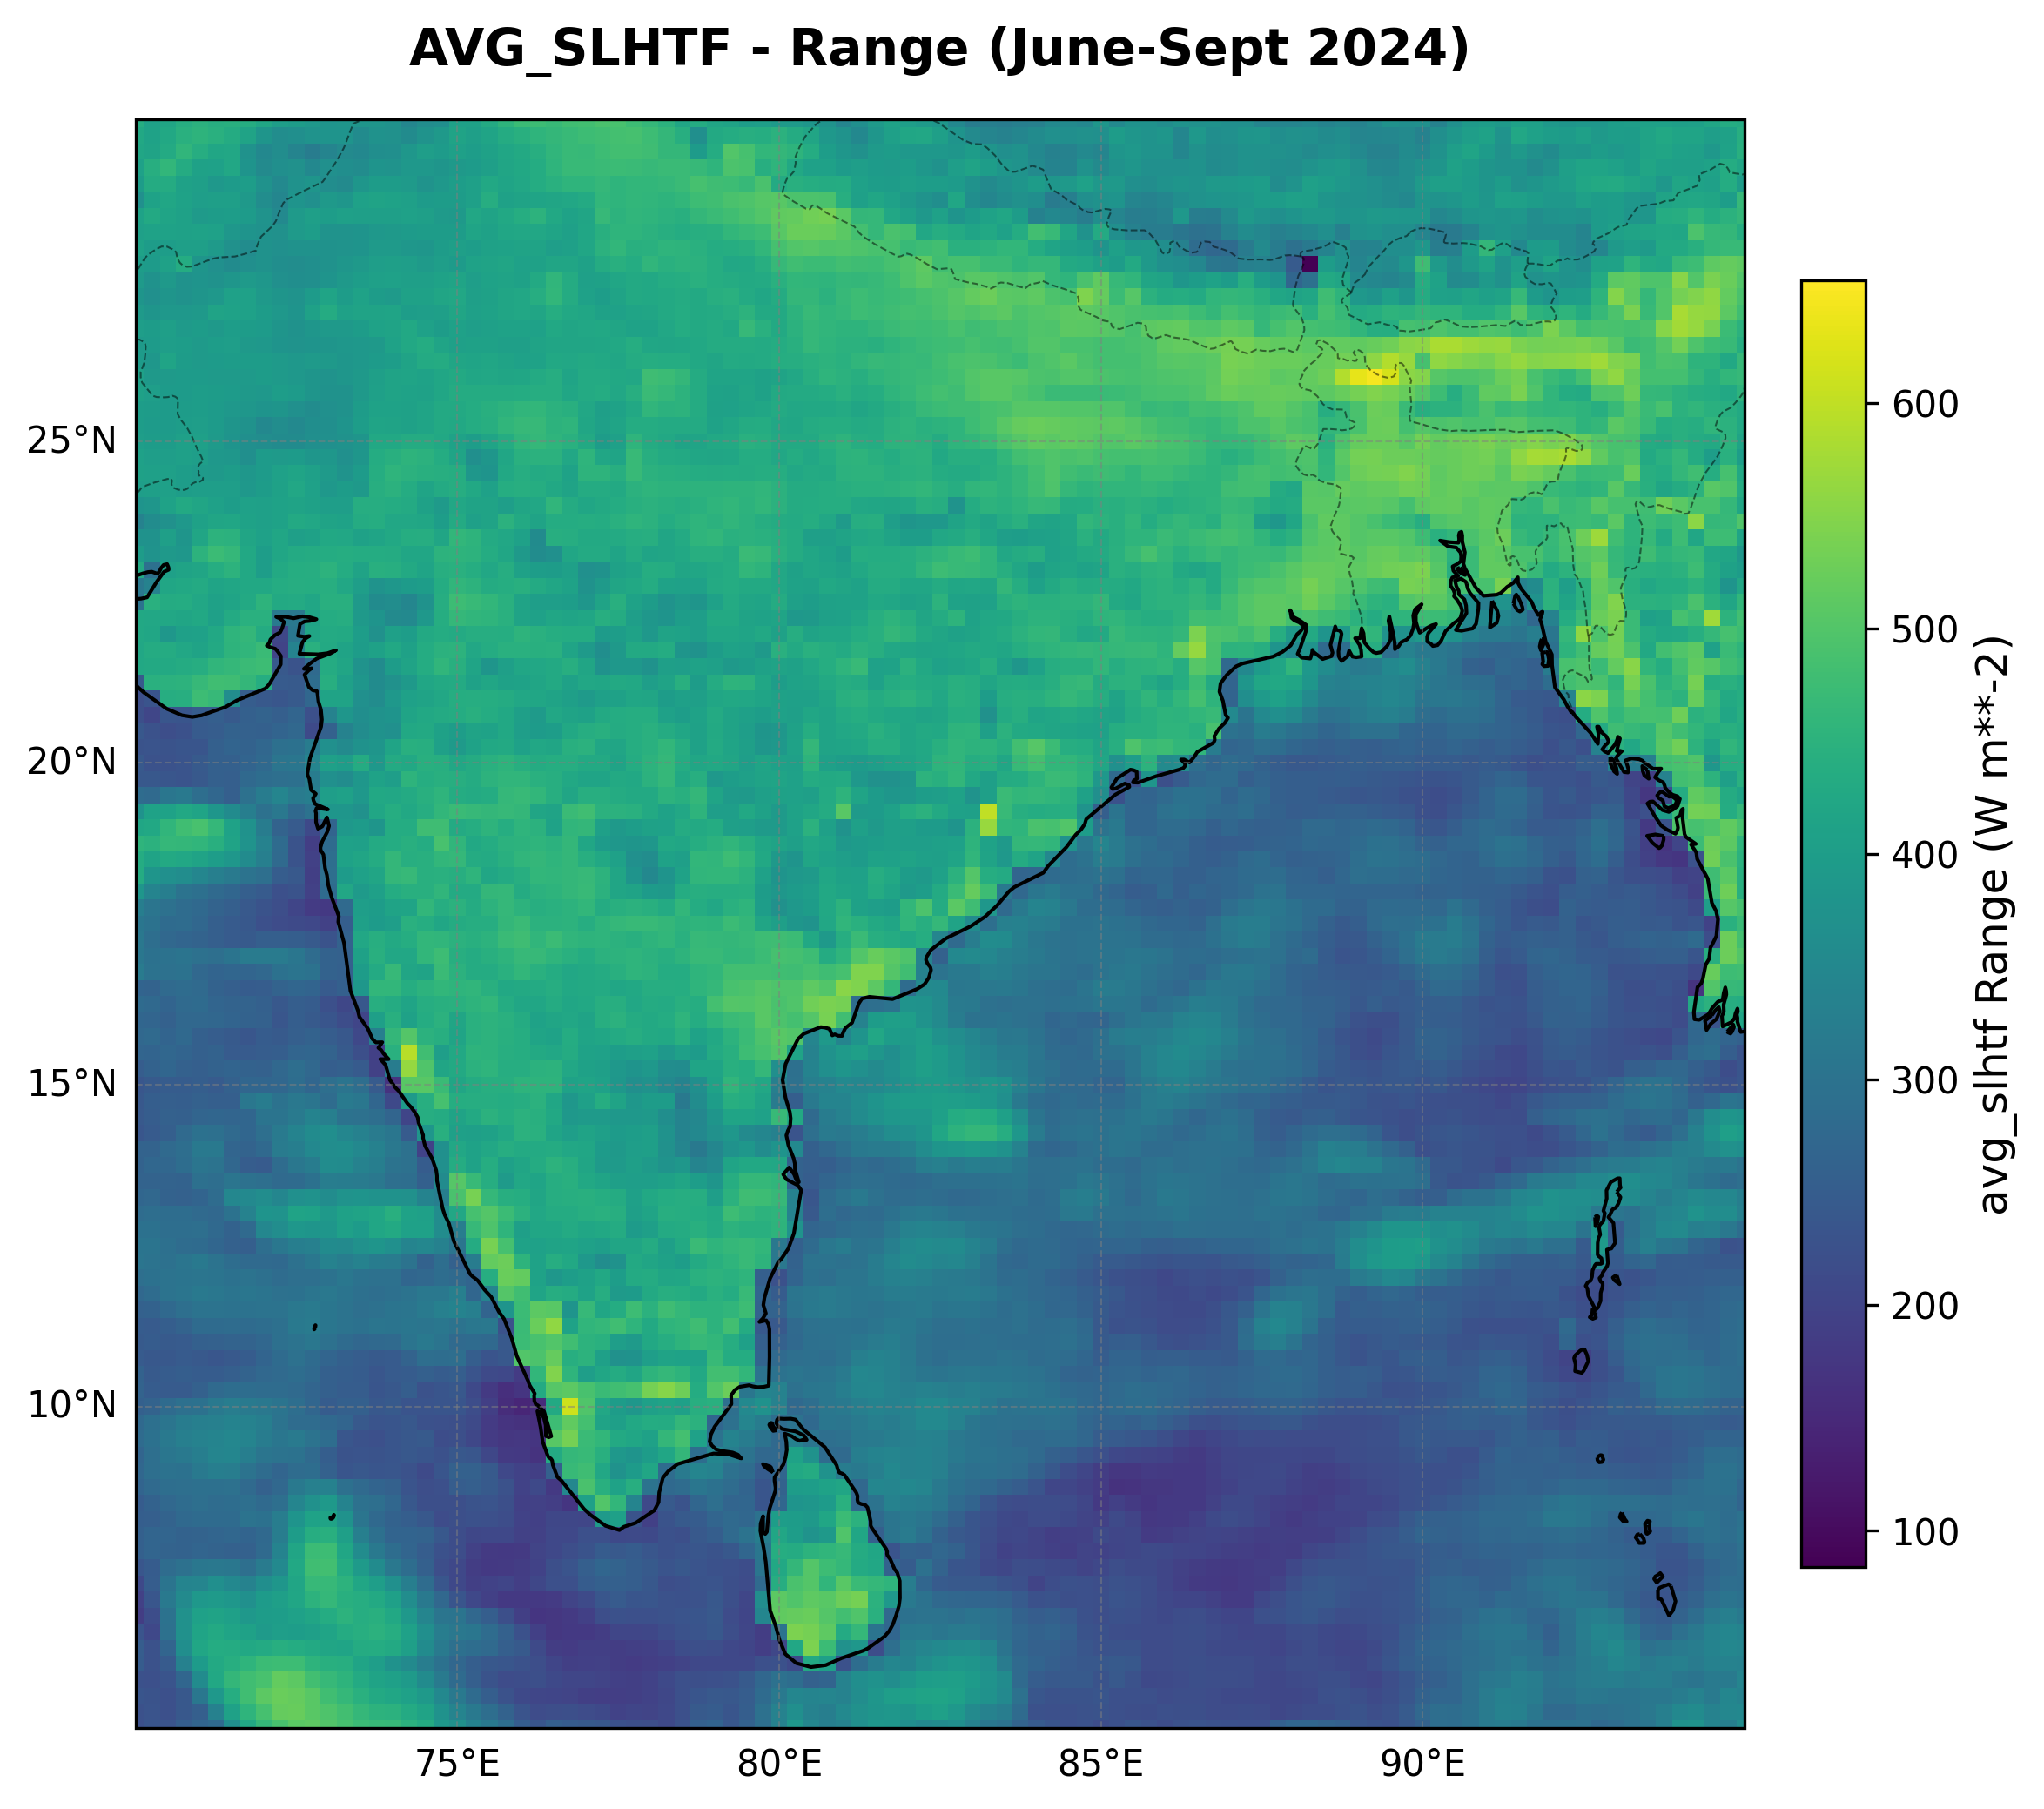 AVG_SLHTF - Range (June-Sept 2024)
25°N
20°N
15°N
10°N
75°E
80°E
85°E
90°E
600
500
400
300
200
100
avg_slhtf Range (W m**-2)